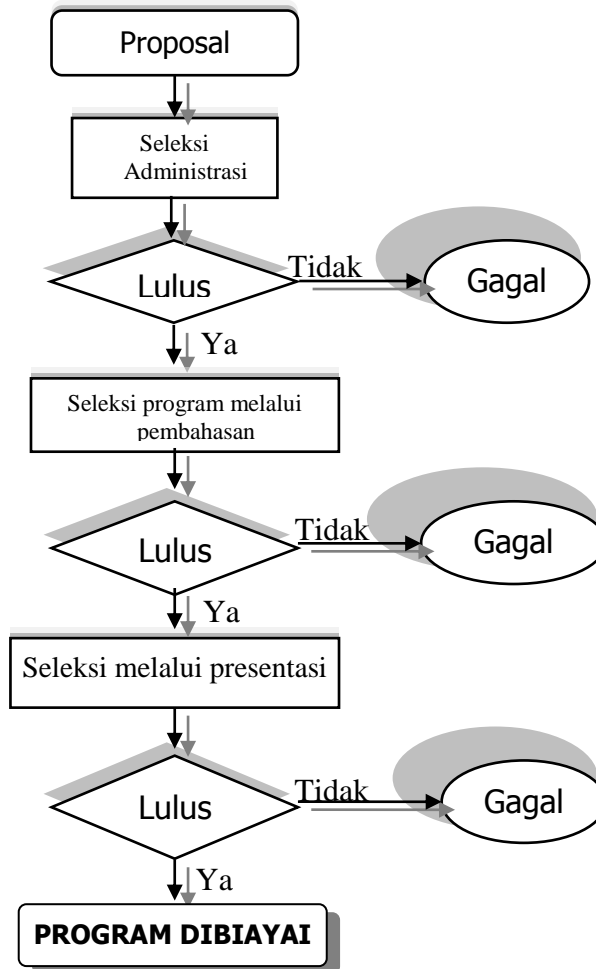 Proposal
Seleksi
Administrasi
Lulus
Tidak
Gagal
Ya
Seleksi program melalui
pembahasan
Lulus
Tidak
Gagal
Ya
Seleksi melalui presentasi
Lulus
Tidak
Gagal
Ya
PROGRAM DIBIAYAI